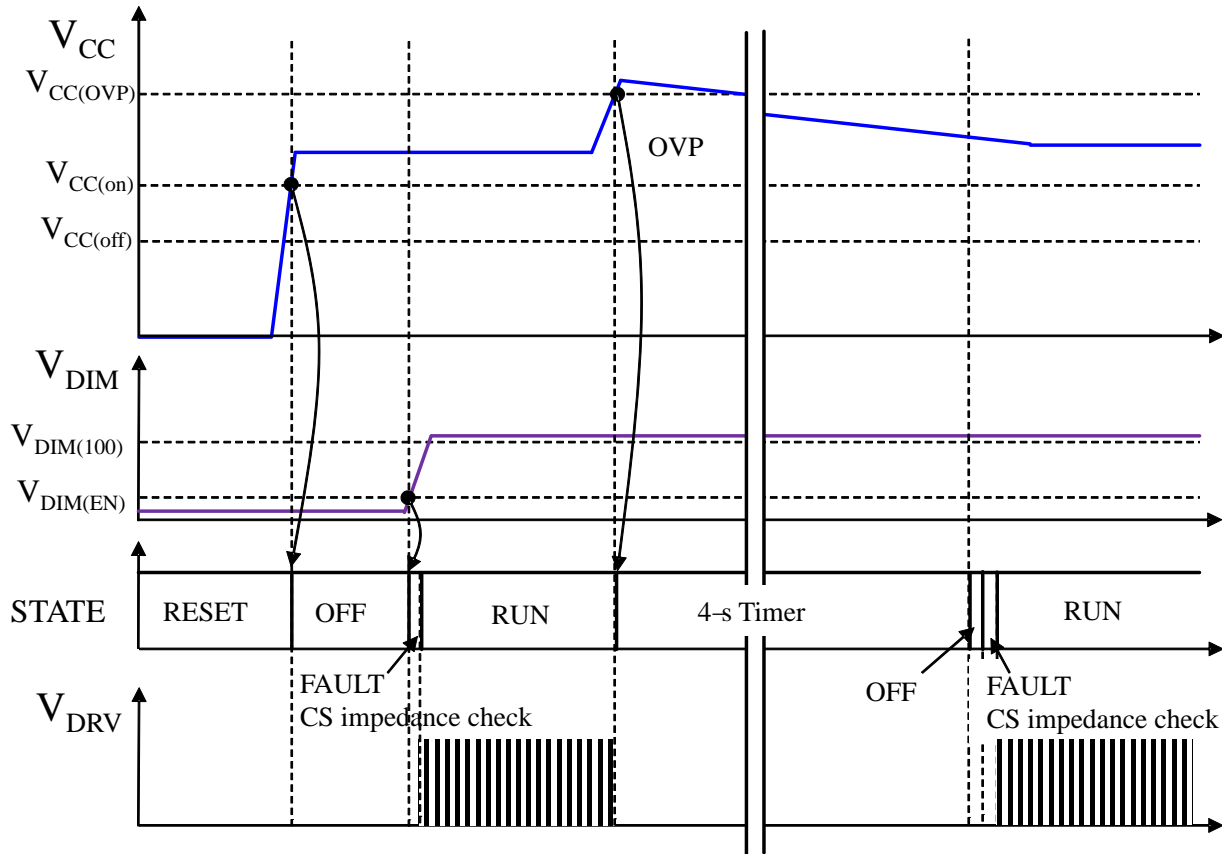 VCC
VCC(OVP)
OVP
VCC(on)
VCC(off)
VDIM
VDIM(100)
VDIM(EN)
STATE
RESET
OFF
RUN
4–s Timer
RUN
FAULT
CS impedance check
OFF
FAULT
CS impedance check
VDRV